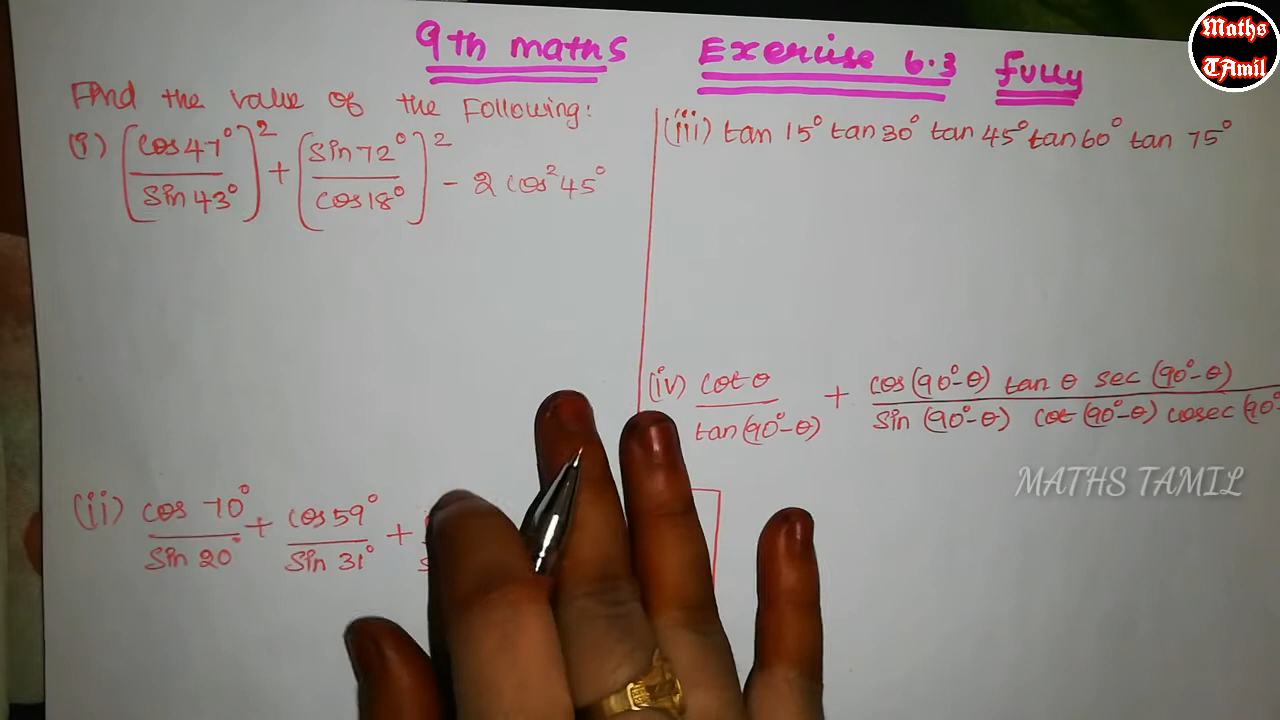 9th maths Exercise 6.3 fully
Maths
TAmil
Find the value of the Following:
(i) (cos 47°/sin 43°)² + (sin 72°/cos 18°)² - 2 cos² 45°
(ii) cos 70°/sin 20° + cos 59°/sin 31° +
(iii) tan 15° tan 30° tan 45° tan 60° tan 75°
(iv) cot θ/tan (90°-θ) + cos (90°-θ) tan θ sec (90°-θ)/sin (90°-θ) cot (90°-θ) cosec (90°
MATHS TAMIL